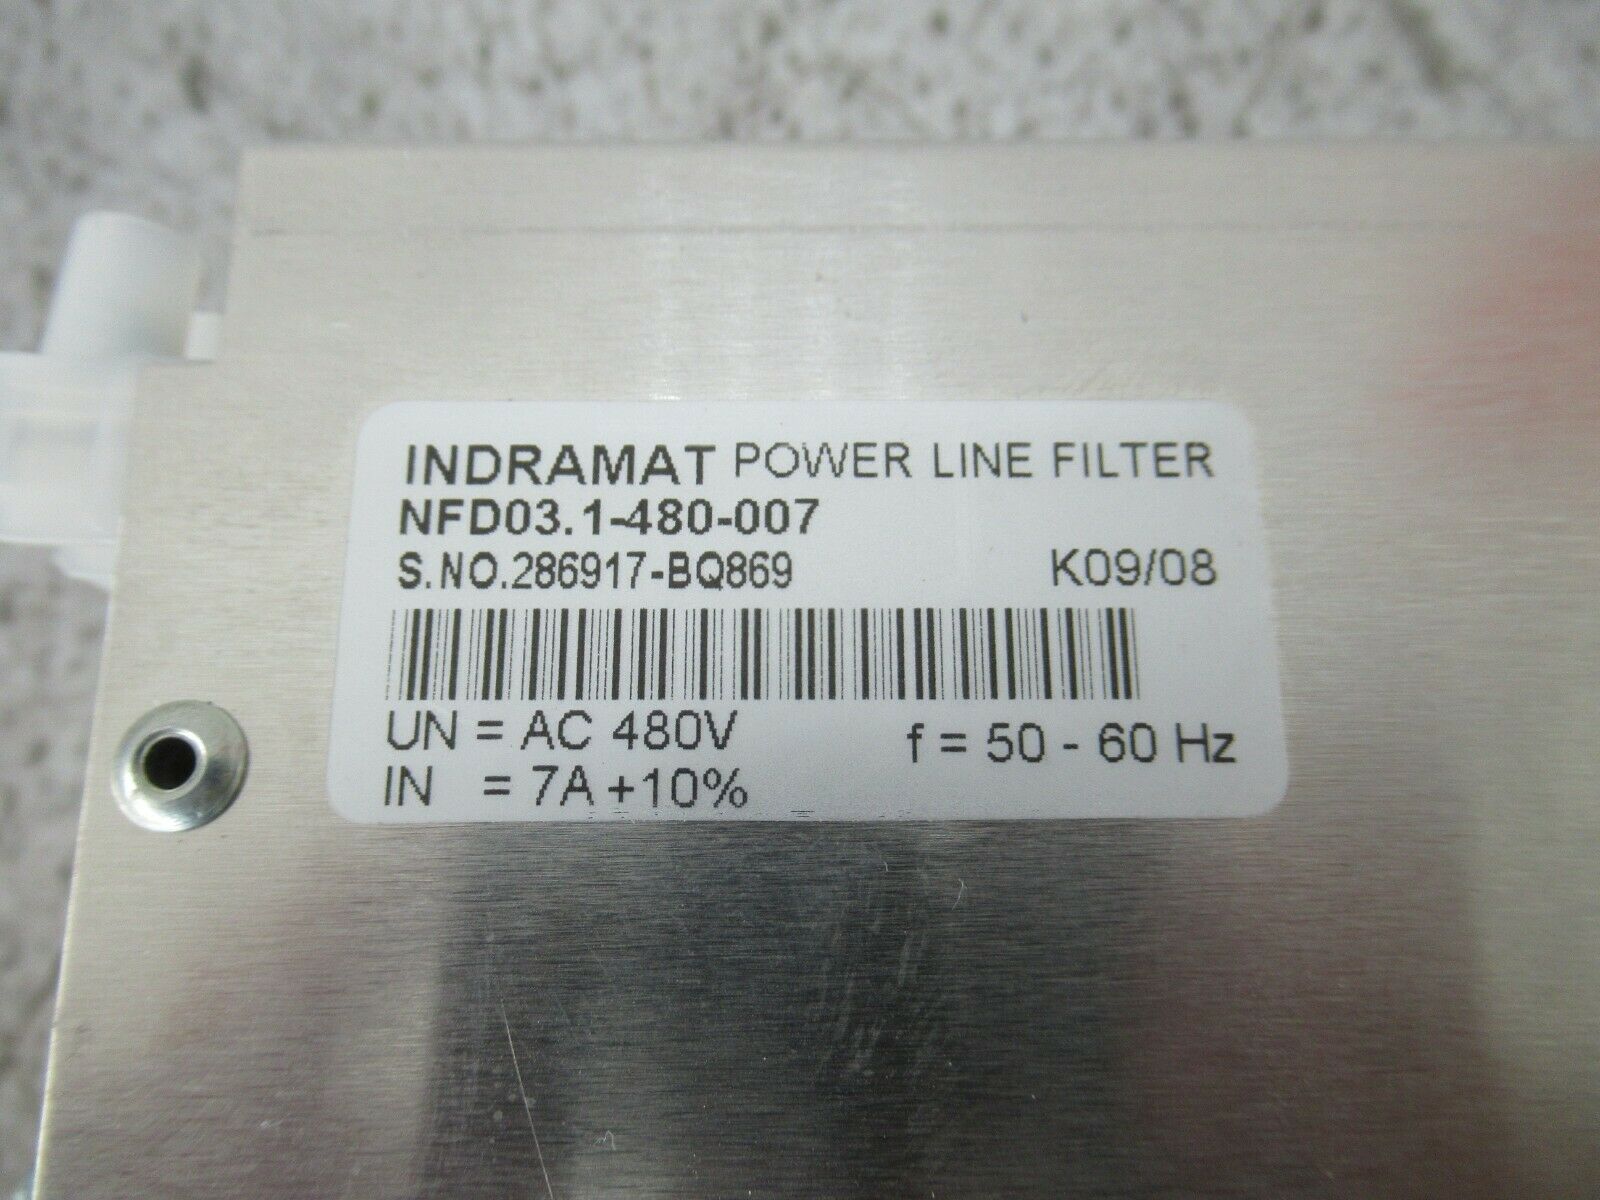 INDRAMAT POWER LINE FILTER
NFD03.1-480-007
S.NO.286917-BQ869 K09/08
UN = AC 480V f = 50 - 60 Hz
IN = 7A +10%